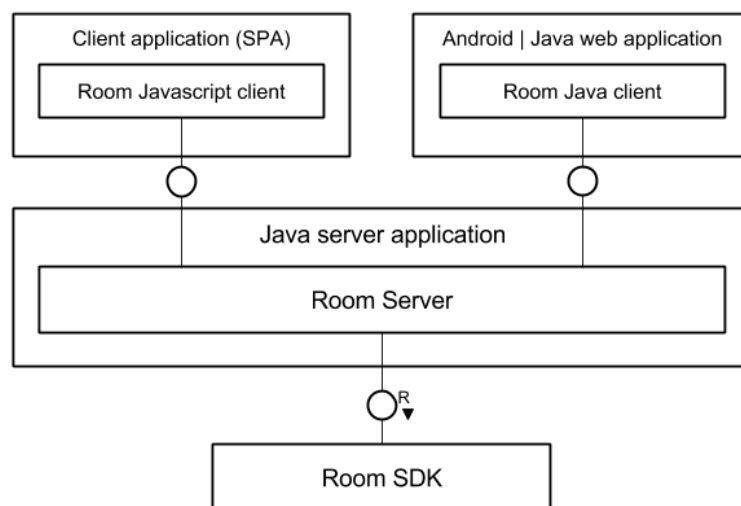 Client application (SPA)
Android | Java web application
Room Javascript client
Room Java client
Java server application
Room Server
R
Room SDK